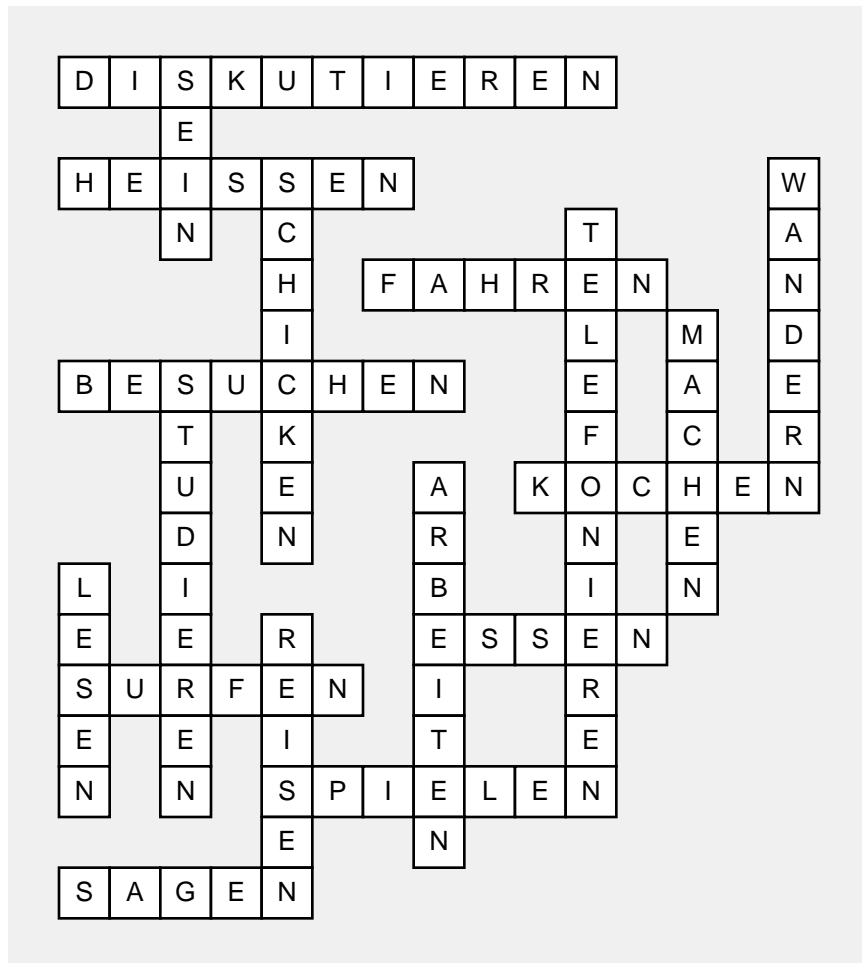 DISKUTIEREN
SEIN
HEISSEN
SCHICKEN
WANDERN
TELEFONIEREN
FAHREN
MACHEN
BESUCHEN
STUDIEREN
ARBEITEN
KOCHEN
LESEN
REISEN
ESSEN
SURFEN
SPIELEN
SAGEN